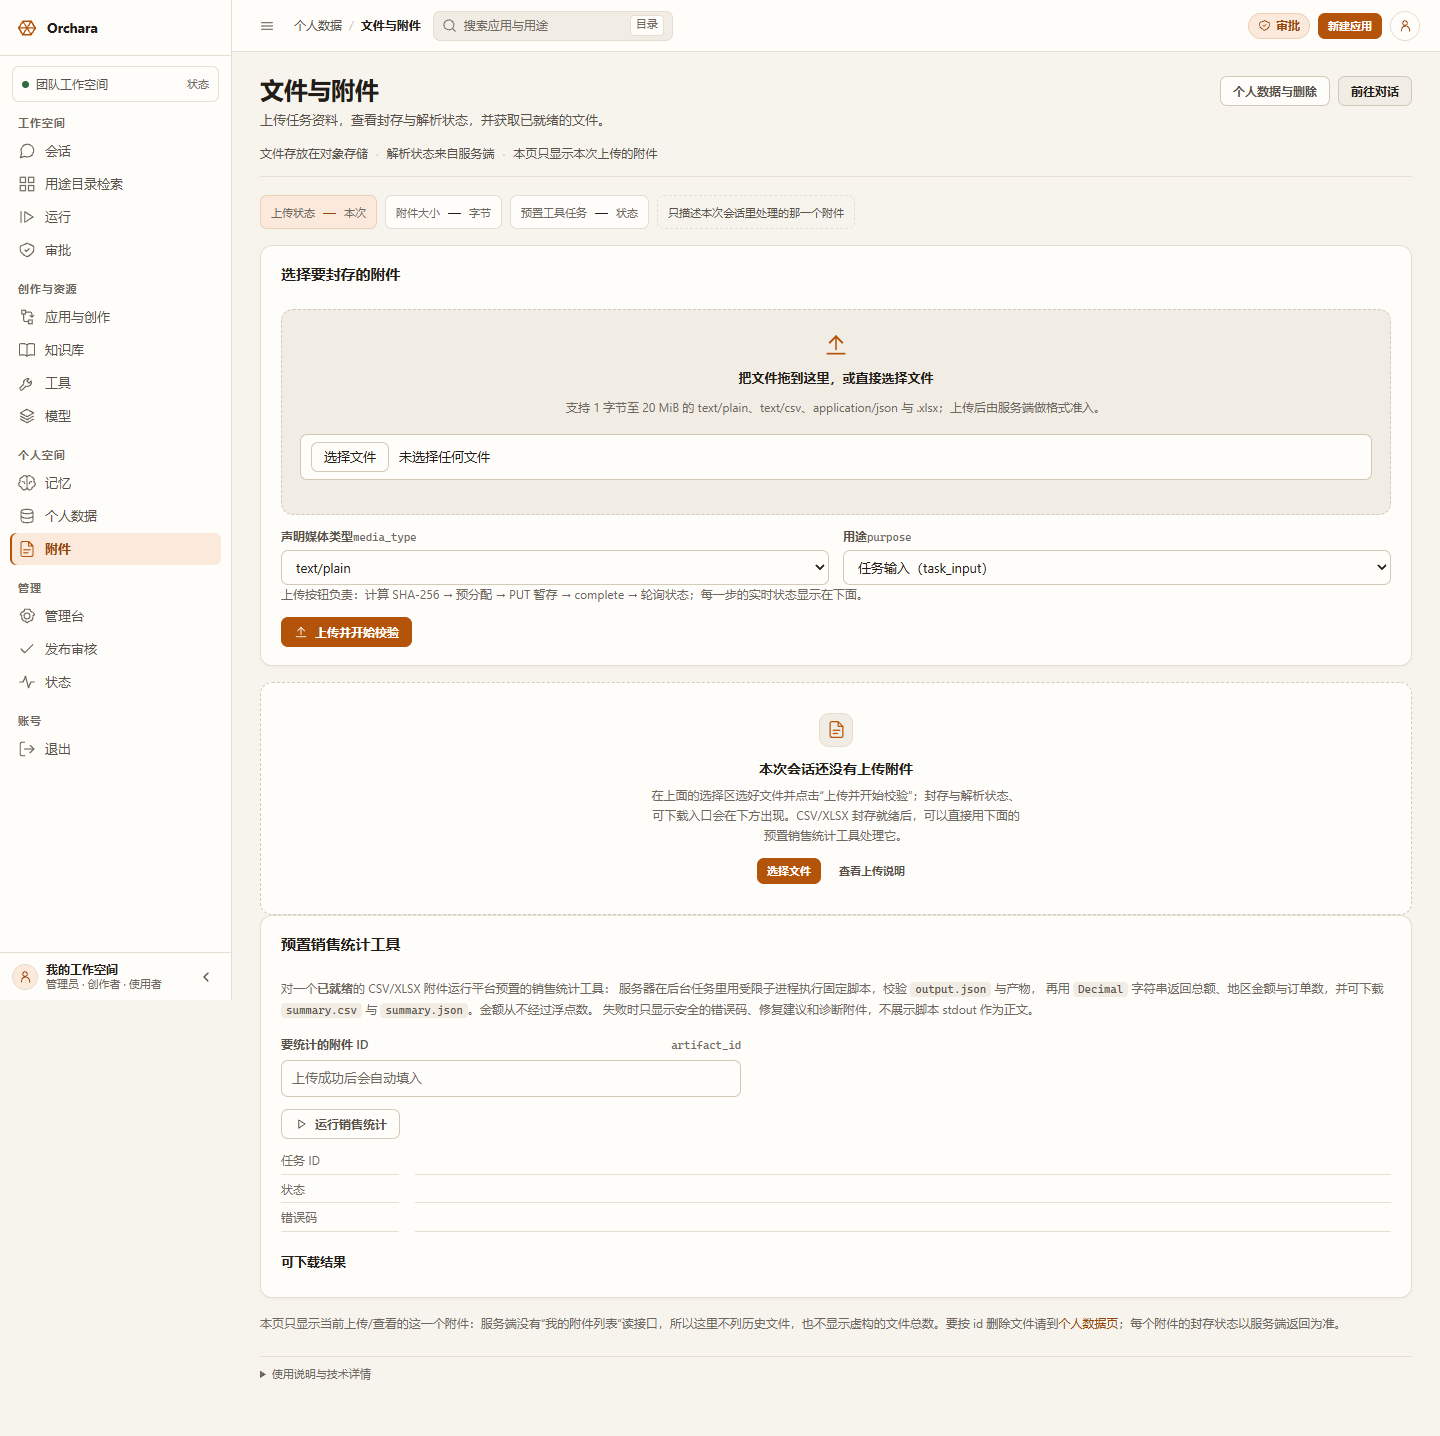 Orchara
团队工作空间 状态
工作空间
会话
用途目录检索
运行
审批
创作与资源
应用与创作
知识库
工具
模型
个人空间
记忆
个人数据
附件
管理
管理台
发布审核
状态
账号
退出
我的工作空间
管理员 · 创作者 · 使用者
个人数据 / 文件与附件 搜索应用与用途 目录 审批 新建应用
文件与附件 个人数据与删除 前往对话
上传任务资料，查看封存与解析状态，并获取已就绪的文件。
文件存放在对象存储 · 解析状态来自服务端 · 本页只显示本次上传的附件
上传状态 — 本次 附件大小 — 字节 预置工具任务 — 状态 只描述本次会话里处理的那一个附件
选择要封存的附件
把文件拖到这里，或直接选择文件
支持 1 字节至 20 MiB 的 text/plain、text/csv、application/json 与 .xlsx；上传后由服务端做格式准入。
选择文件 未选择任何文件
声明媒体类型media_type 用途purpose
text/plain 任务输入（task_input）
上传按钮负责：计算 SHA-256 → 预分配 → PUT 暂存 → complete → 轮询状态；每一步的实时状态显示在下面。
上传并开始校验
本次会话还没有上传附件
在上面的选择区选好文件并点击“上传并开始校验”；封存与解析状态、
可下载入口会在下方出现。CSV/XLSX 封存就绪后，可以直接用下面的
预置销售统计工具处理它。
选择文件 查看上传说明
预置销售统计工具
对一个已就绪的 CSV/XLSX 附件运行平台预置的销售统计工具： 服务器在后台任务里用受限子进程执行固定脚本，校验 output.json 与产物， 再用 Decimal 字符串返回总额、地区金额与订单数，并可下载
summary.csv 与 summary.json 。金额从不经过浮点数。 失败时只显示安全的错误码、修复建议和诊断附件，不展示脚本 stdout 作为正文。
要统计的附件 ID artifact_id
上传成功后会自动填入
运行销售统计
任务 ID
状态
错误码
可下载结果
本页只显示当前上传/查看的这一个附件：服务端没有“我的附件列表”读接口，所以这里不列历史文件，也不显示虚构的文件总数。要按 id 删除文件请到个人数据页；每个附件的封存状态以服务端返回为准。
使用说明与技术详情